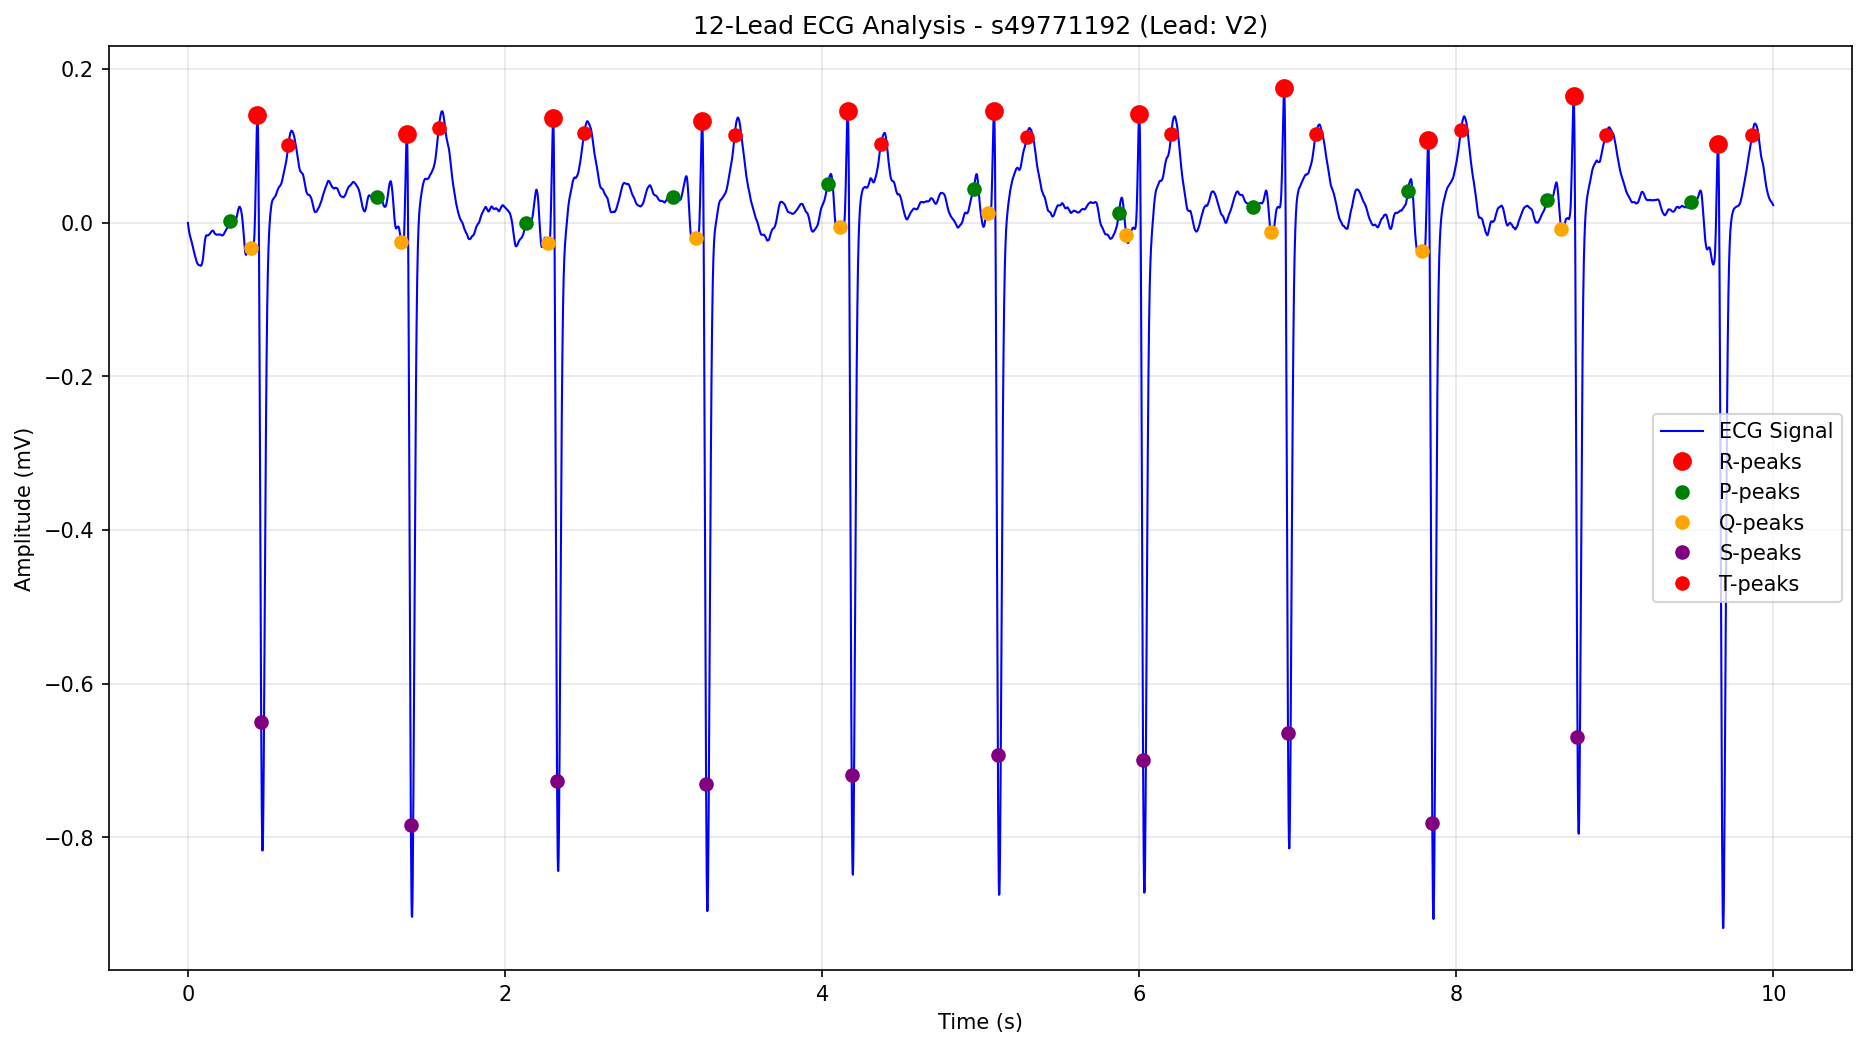 12-Lead ECG Analysis - s49771192 (Lead: V2)
0.2
0.0
−0.2
−0.4
−0.6
−0.8
Amplitude (mV)
ECG Signal
R-peaks
P-peaks
Q-peaks
S-peaks
T-peaks
0
2
4
6
8
10
Time (s)